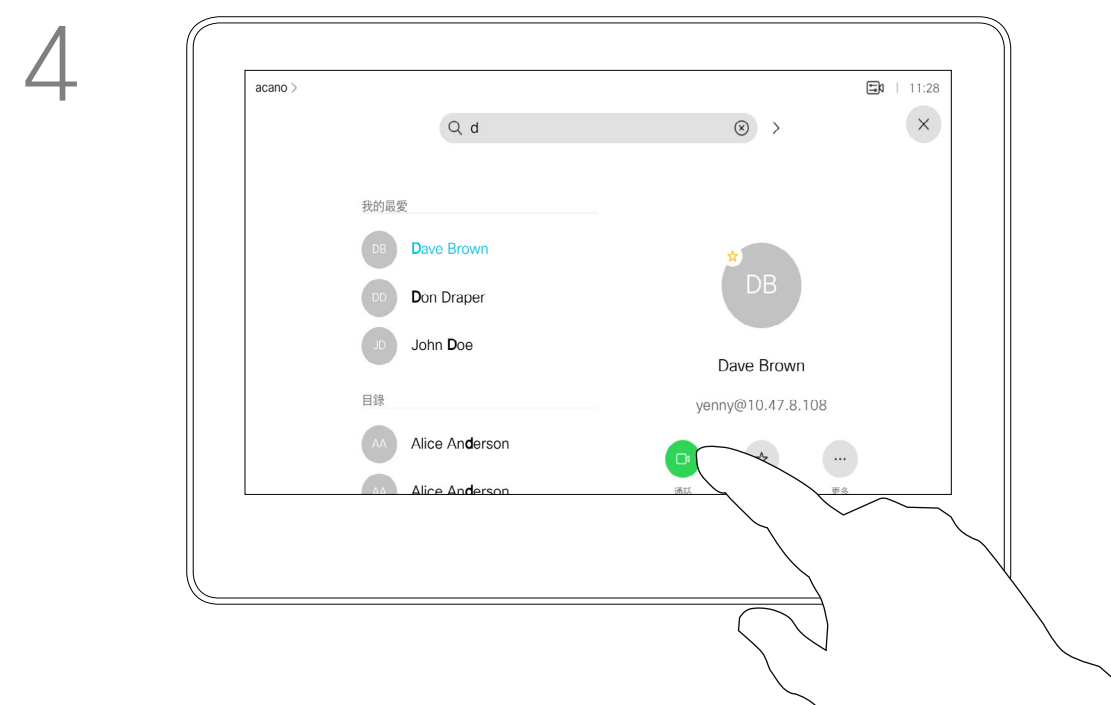 4
acano
11:28
d
我的最愛
DB Dave Brown
DD Don Draper
JD John Doe
目錄
AA Alice Anderson
AA Alice Anderson
DB
Dave Brown
yenny@10.47.8.108
通話
更多